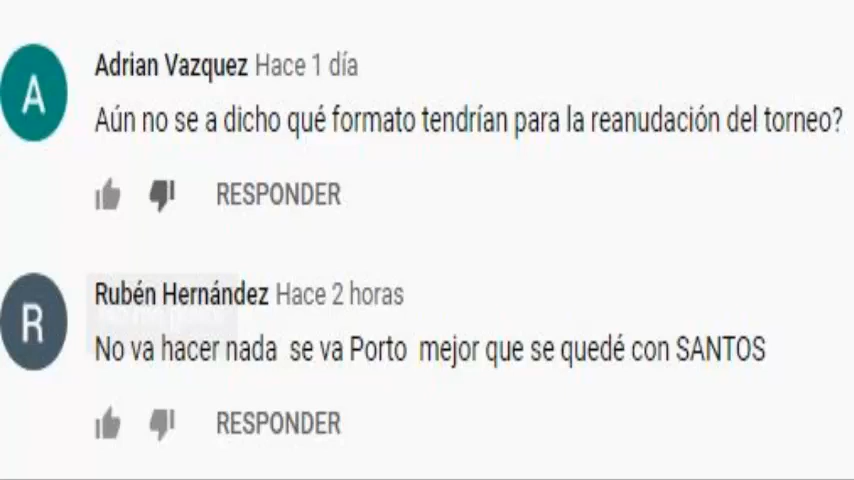 A
Adrian Vazquez Hace 1 día
Aún no se a dicho qué formato tendrían para la reanudación del torneo?
RESPONDER
R
Rubén Hernández Hace 2 horas
No va hacer nada se va Porto mejor que se quedé con SANTOS
RESPONDER